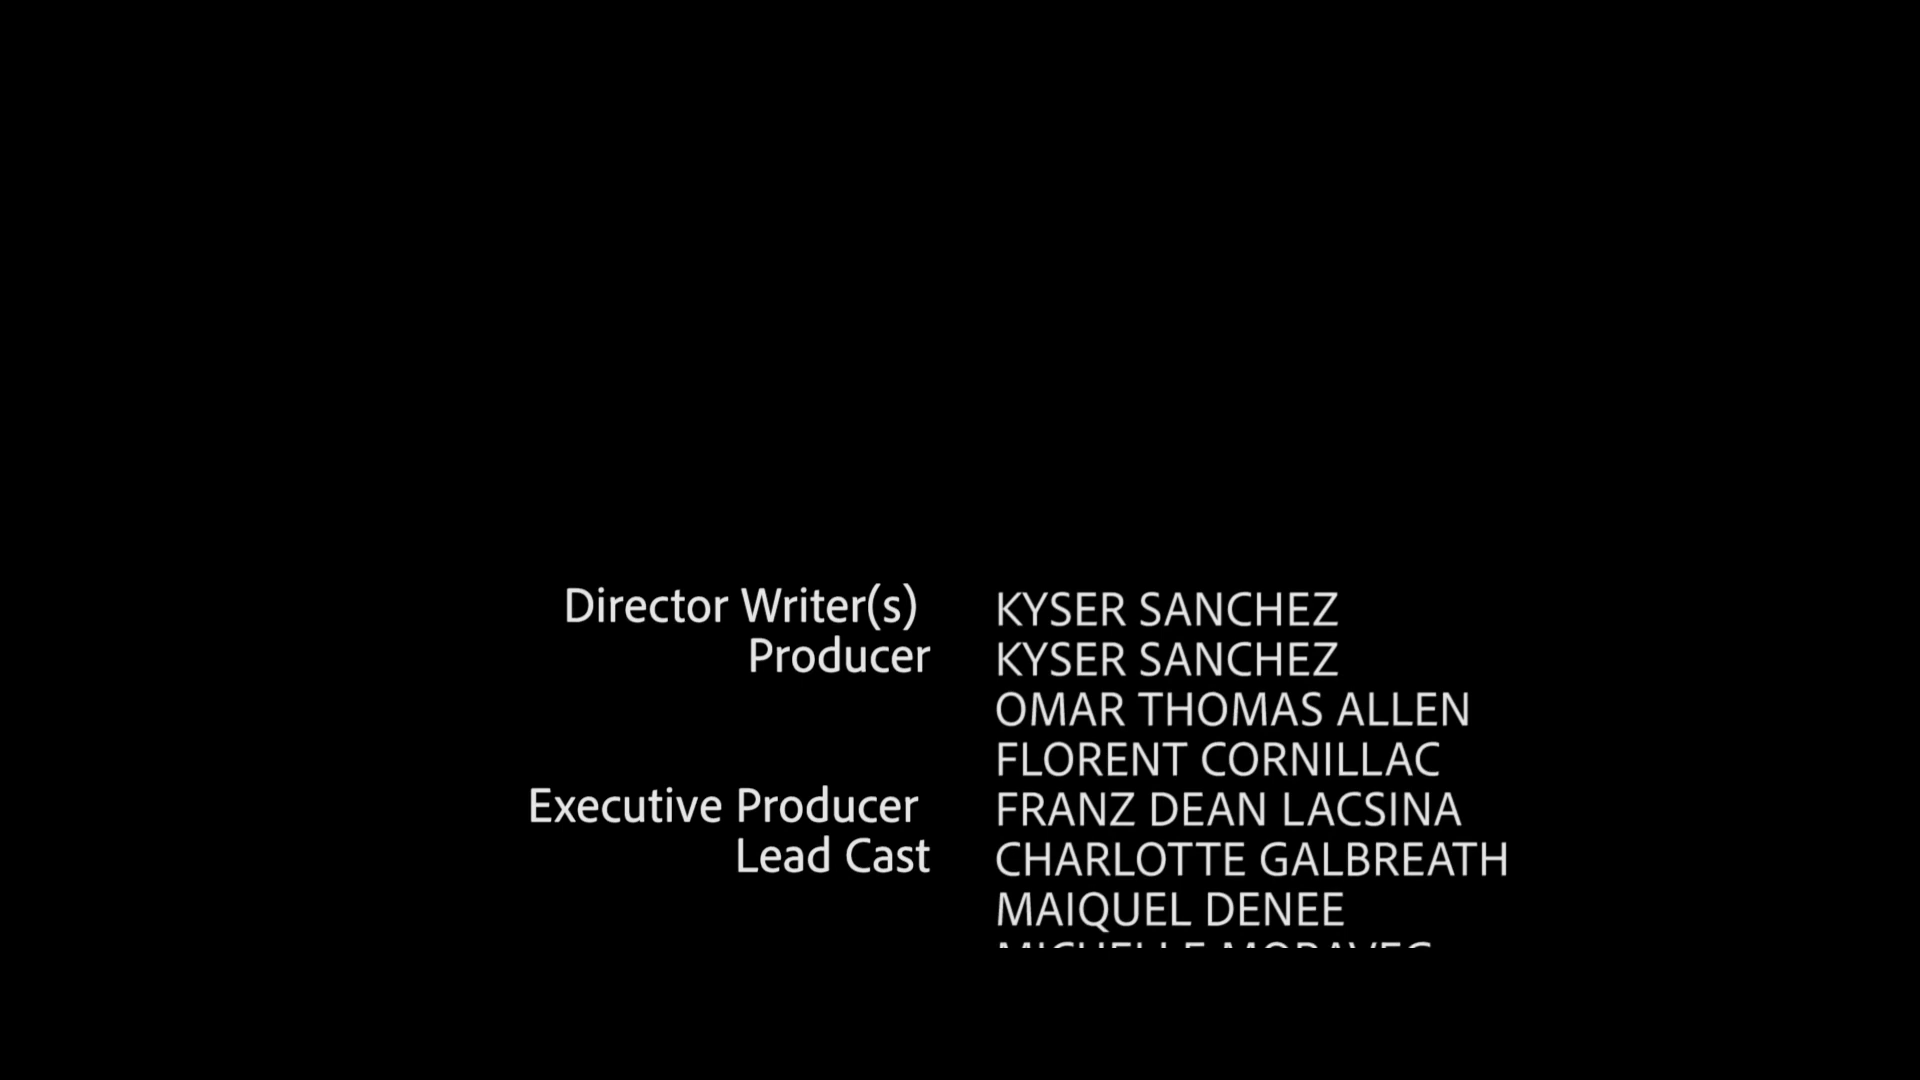 Director Writer(s) KYSER SANCHEZ
Producer KYSER SANCHEZ
OMAR THOMAS ALLEN
FLORENT CORNILLAC
Executive Producer FRANZ DEAN LACSINA
Lead Cast CHARLOTTE GALBREATH
MAIQUEL DENEE